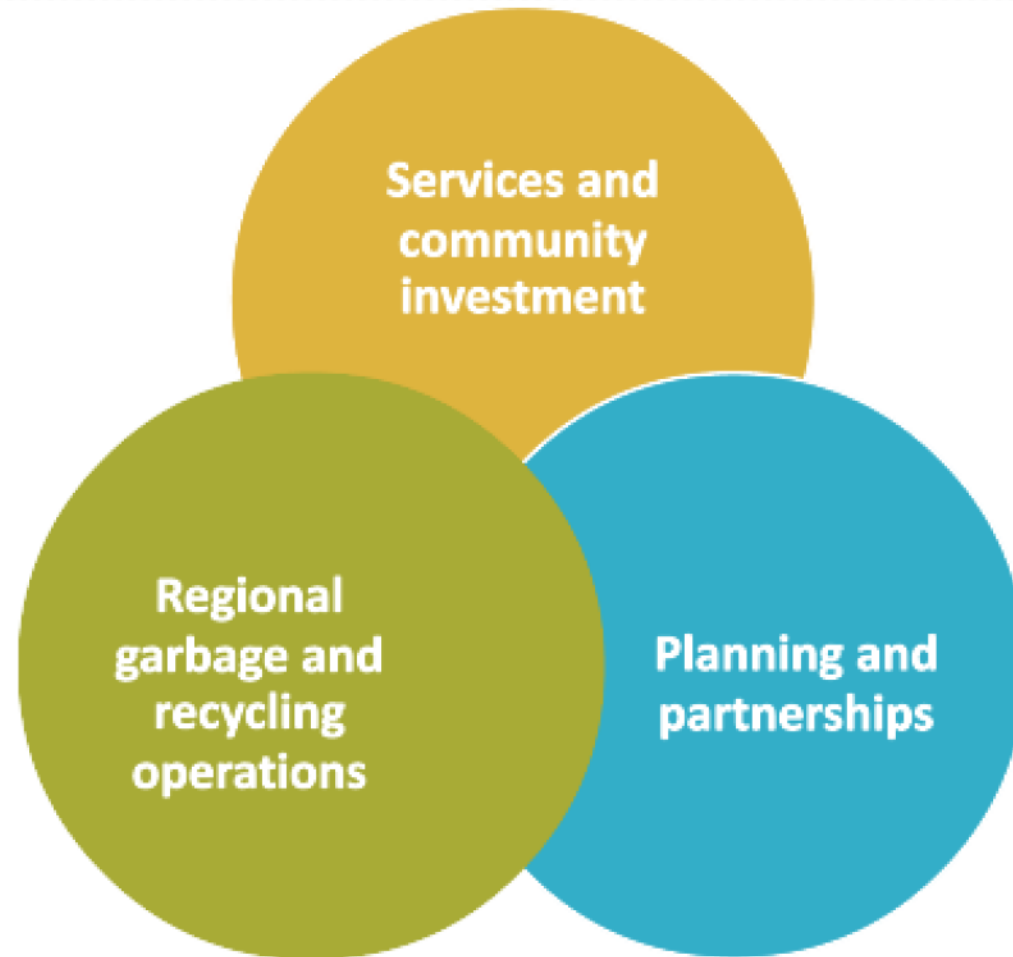 Services and
community
investment
Regional
garbage and
recycling
operations
Planning and
partnerships